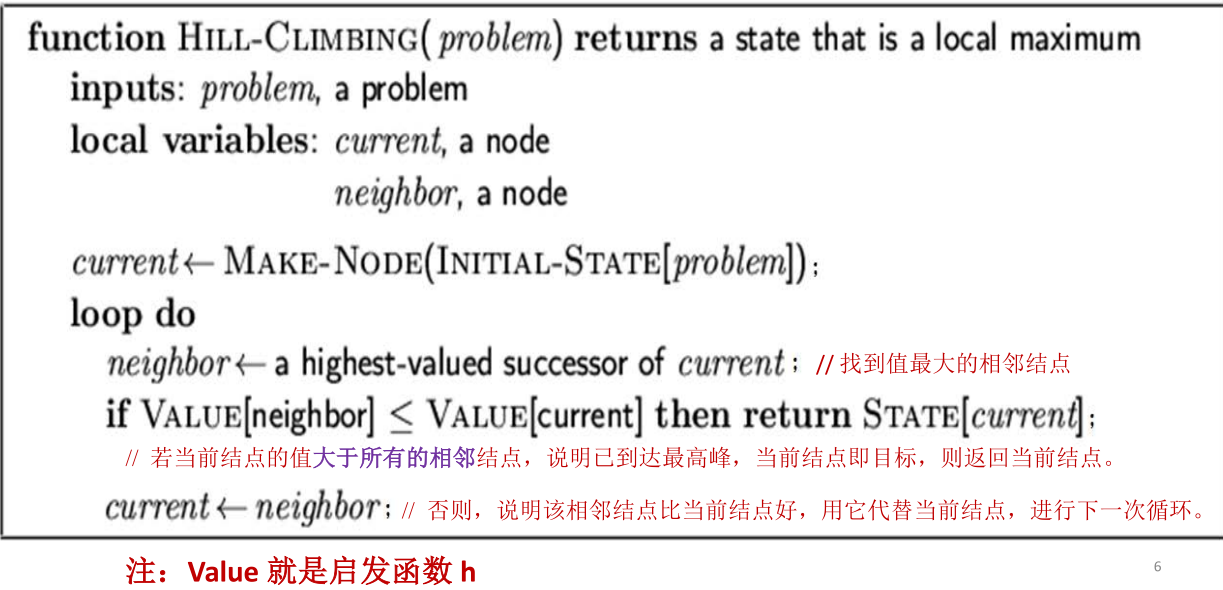 function HILL-CLIMBING( problem) returns a state that is a local maximum
inputs: problem, a problem
local variables: current, a node
neighbor, a node
current← MAKE-NODE(INITIAL-STATE[problem]);
loop do
neighbor← a highest-valued successor of current; // 找到值最大的相邻结点
if VALUE[neighbor] ≤ VALUE[current] then return STATE[current];
// 若当前结点的值大于所有的相邻结点，说明已到达最高峰，当前结点即目标，则返回当前结点。
current← neighbor; // 否则，说明该相邻结点比当前结点好，用它代替当前结点，进行下一次循环。
注：Value 就是启发函数 h
6